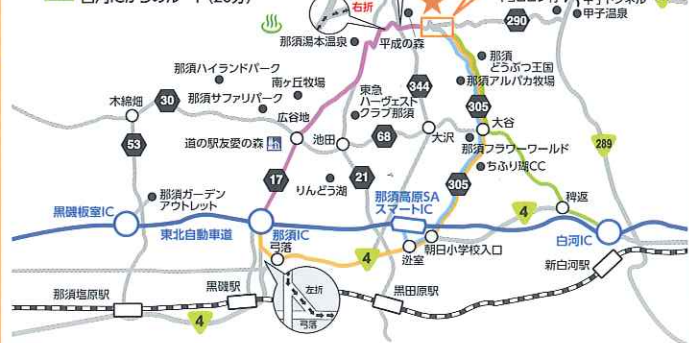 右折
290
甲子温泉
那須湯本温泉
平成の森
那須
どうぶつ王国
那須アルパカ牧場
那須ハイランドパーク
南ヶ丘牧場
344
東急
ハーヴェスト
クラブ那須
305
木綿畑
30
那須サファリパーク
広谷地
大谷
289
53
道の駅友愛の森
池田
68
大沢
那須フラワーワールド
ちふり湖CC
17
りんどう湖
21
305
那須ガーデン
アウトレット
那須高原SA
スマートIC
4
稗返
黒磯板室IC
東北自動車道
那須IC
白河IC
弓落
4
逃室
朝日小学校入口
新白河駅
左折
弓落
那須塩原駅
黒磯駅
黒田原駅
4